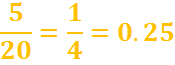 5/20 = 1/4 = 0.25